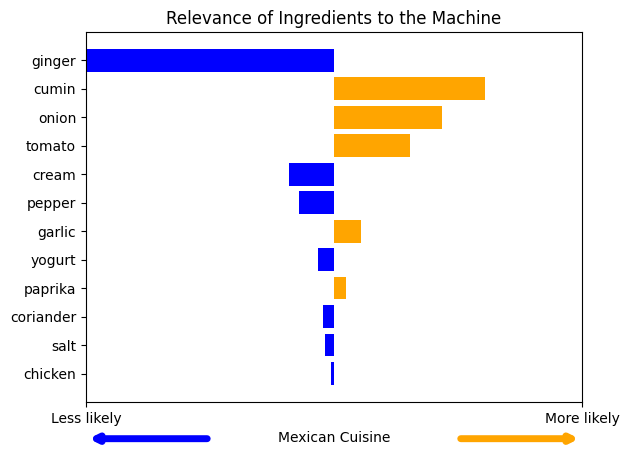 Relevance of Ingredients to the Machine
ginger
cumin
onion
tomato
cream
pepper
garlic
yogurt
paprika
coriander
salt
chicken
Less likely More likely
Mexican Cuisine